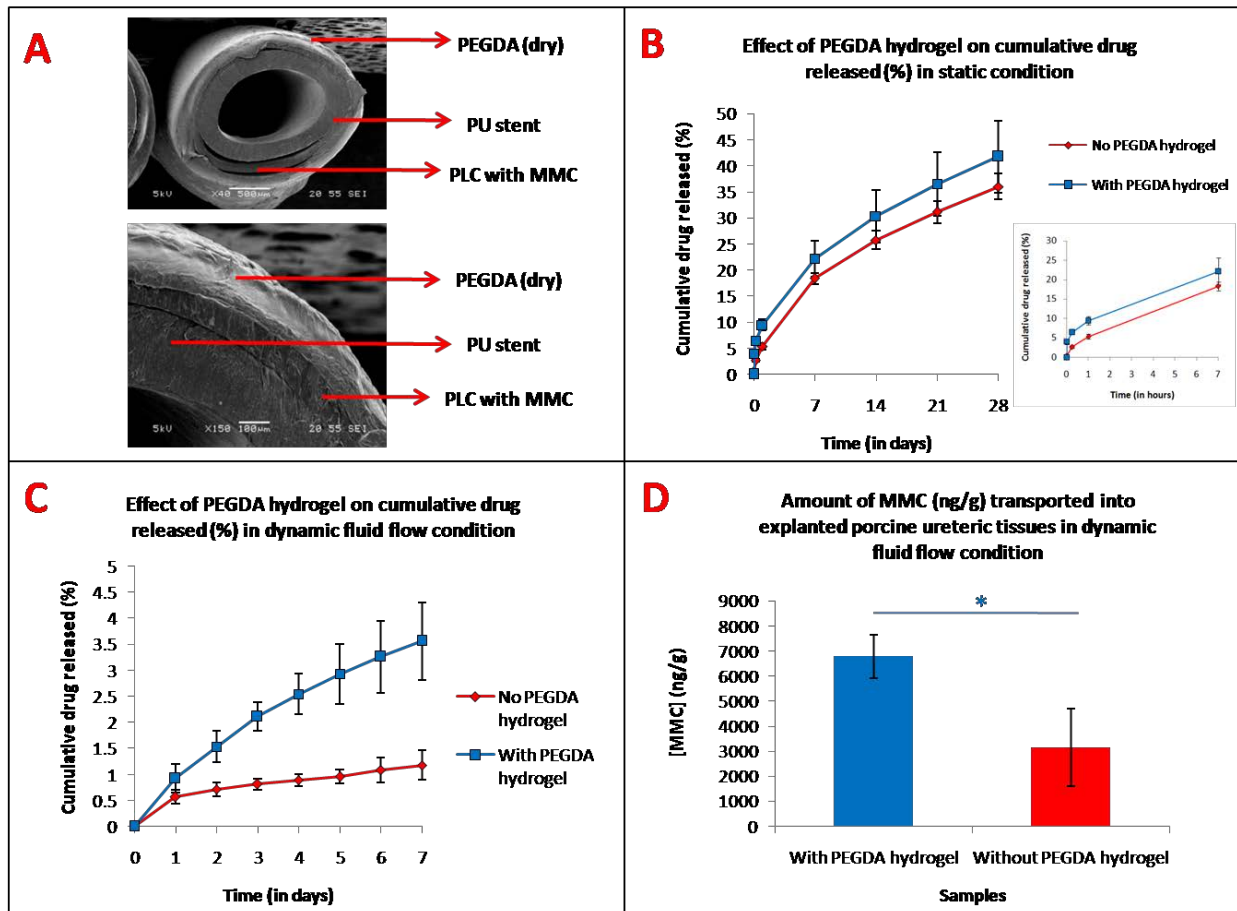 A
PEGDA (dry)
PU stent
PLC with MMC
5kV X40 500μm 20 55 SEI
PEGDA (dry)
PU stent
PLC with MMC
5kV X150 100μm 20 55 SEI
B
Effect of PEGDA hydrogel on cumulative drug
released (%) in static condition
Cumulative drug released (%)
50
45
40
35
30
25
20
15
10
5
0
0 7 14 21 28
Time (in days)
No PEGDA hydrogel
With PEGDA hydrogel
Cumulative drug released (%)
30
25
20
15
10
5
0
0 1 2 3 4 5 6 7
Time (in hours)
C
Effect of PEGDA hydrogel on cumulative drug
released (%) in dynamic fluid flow condition
Cumulative drug released (%)
5
4.5
4
3.5
3
2.5
2
1.5
1
0.5
0
0 1 2 3 4 5 6 7
Time (in days)
No PEGDA
hydrogel
With PEGDA
hydrogel
D
Amount of MMC (ng/g) transported into
explanted porcine ureteric tissues in dynamic
fluid flow condition
*
[MMC] (ng/g)
9000
8000
7000
6000
5000
4000
3000
2000
1000
0
With PEGDA hydrogel Without PEGDA hydrogel
Samples